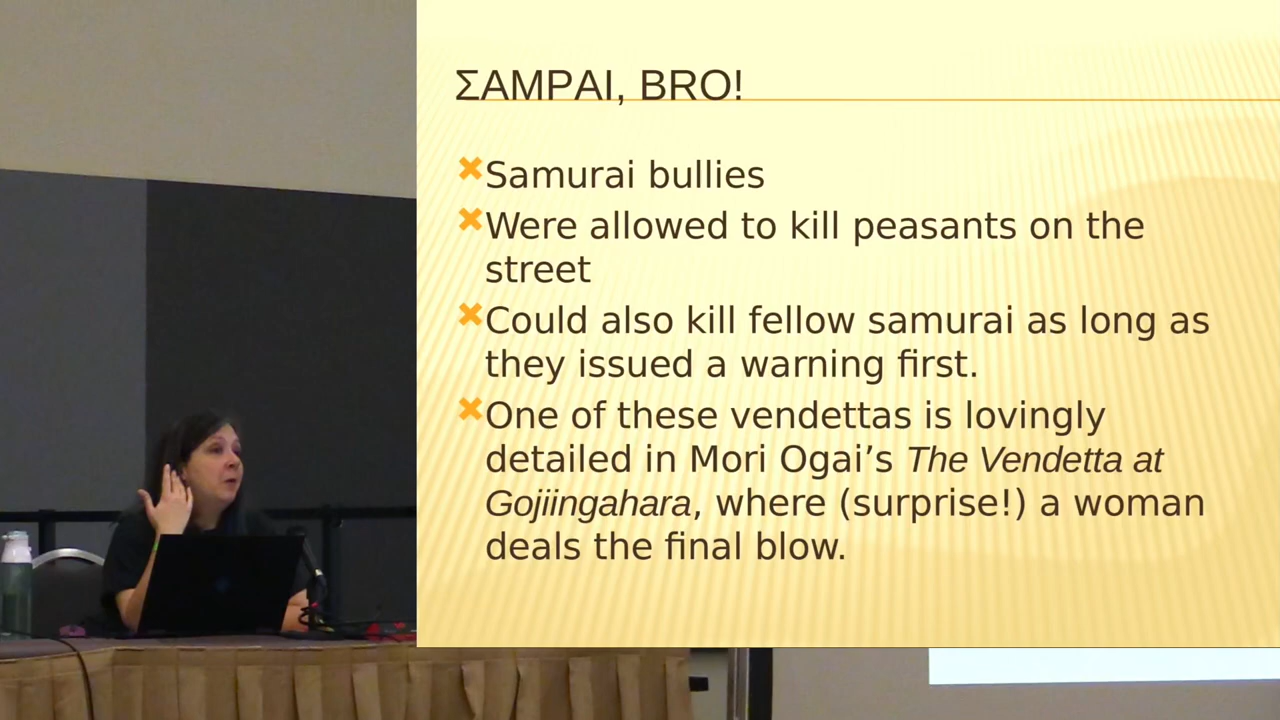 ΣAMPAI, BRO!
Samurai bullies
Were allowed to kill peasants on the
street
Could also kill fellow samurai as long as
they issued a warning first.
One of these vendettas is lovingly
detailed in Mori Ogai’s The Vendetta at
Gojiingahara, where (surprise!) a woman
deals the final blow.